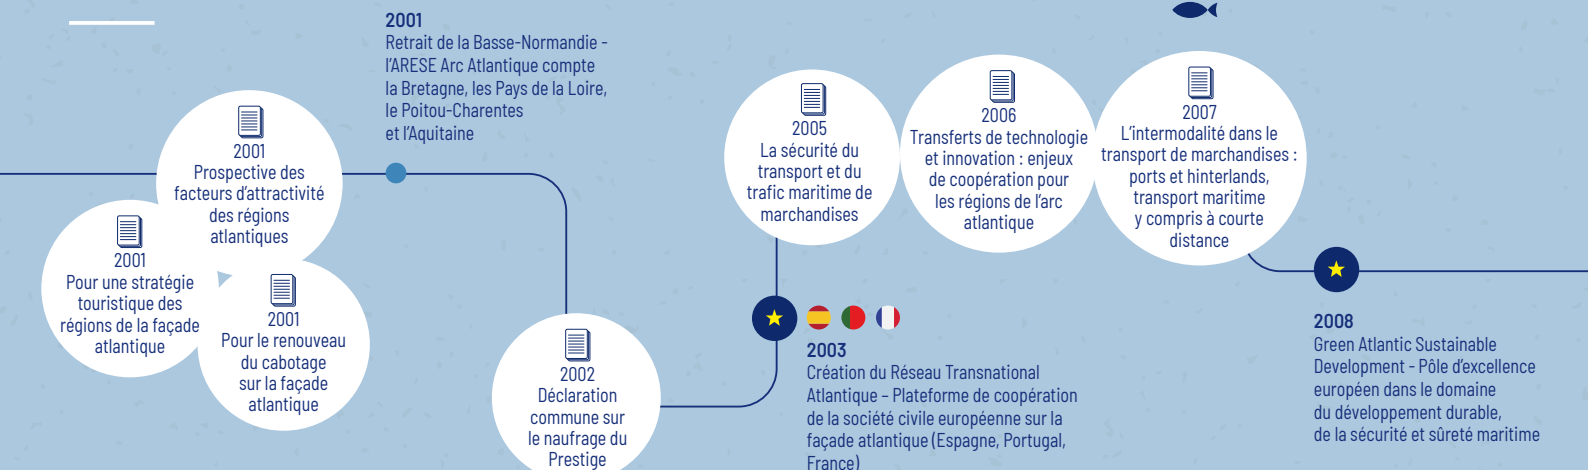 2001
Prospective des
facteurs d'attractivité
des régions
atlantiques
2001
Pour une stratégie
touristique des
régions de la façade
atlantique
2001
Pour le renouveau
du cabotage
sur la façade
atlantique
2001
Retrait de la Basse-Normandie -
l'ARESE Arc Atlantique compte
la Bretagne, les Pays de la Loire,
le Poitou-Charentes
et l'Aquitaine
2002
Déclaration
commune sur
le naufrage du
Prestige
2003
Création du Réseau Transnational
Atlantique – Plateforme de coopération
de la société civile européenne sur la
façade atlantique (Espagne, Portugal,
France)
2005
La sécurité du
transport et du
trafic maritime de
marchandises
2006
Transferts de technologie
et innovation : enjeux
de coopération pour
les régions de l'arc
atlantique
2007
L'intermodalité dans le
transport de marchandises :
ports et hinterlands,
transport maritime
y compris à courte
distance
2008
Green Atlantic Sustainable
Development - Pôle d'excellence
européen dans le domaine
du développement durable,
de la sécurité et sûreté maritime